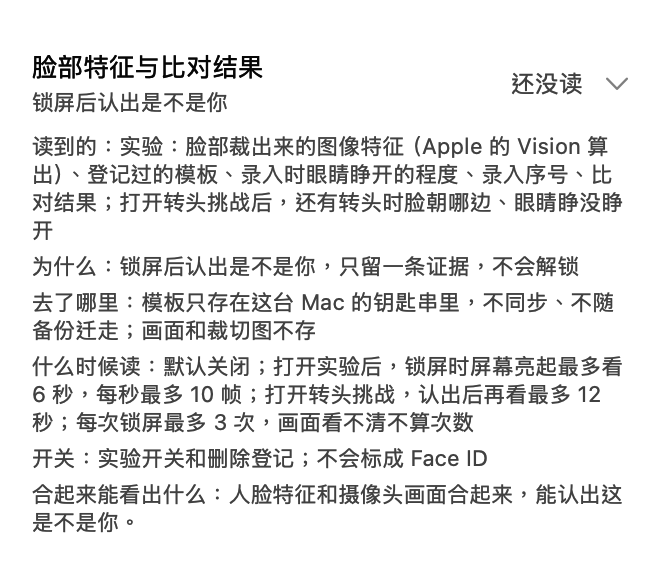 脸部特征与比对结果
还没读
锁屏后认出是不是你
读到的：实验：脸部裁出来的图像特征（Apple 的 Vision 算
出）、登记过的模板、录入时眼睛睁开的程度、录入序号、比
对结果；打开转头挑战后，还有转头时脸朝哪边、眼睛睁没睁
开
为什么：锁屏后认出是不是你，只留一条证据，不会解锁
去了哪里：模板只存在这台 Mac 的钥匙串里，不同步、不随
备份迁走；画面和裁切图不存
什么时候读：默认关闭；打开实验后，锁屏时屏幕亮起最多看
6 秒，每秒最多 10 帧；打开转头挑战，认出后再看最多 12
秒；每次锁屏最多 3 次，画面看不清不算次数
开关：实验开关和删除登记；不会标成 Face ID
合起来能看出什么：人脸特征和摄像头画面合起来，能认出这
是不是你。